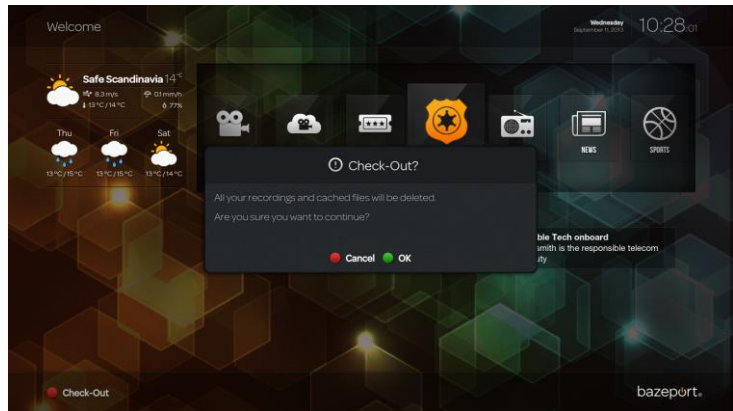 Welcome
Wednesday
September 11, 2013
10:28:01
Safe Scandinavia 14°C
8.3 m/s 0.1 mm/h
13°C/14°C 77%
Thu Fri Sat
13°C/15°C 13°C/15°C 13°C/14°C
NEWS SPORTS
Check-Out?
All your recordings and cached files will be deleted.
Are you sure you want to continue?
Cancel OK
ble Tech onboard
smith is the responsible telecom
uty
Check-Out
bazeport